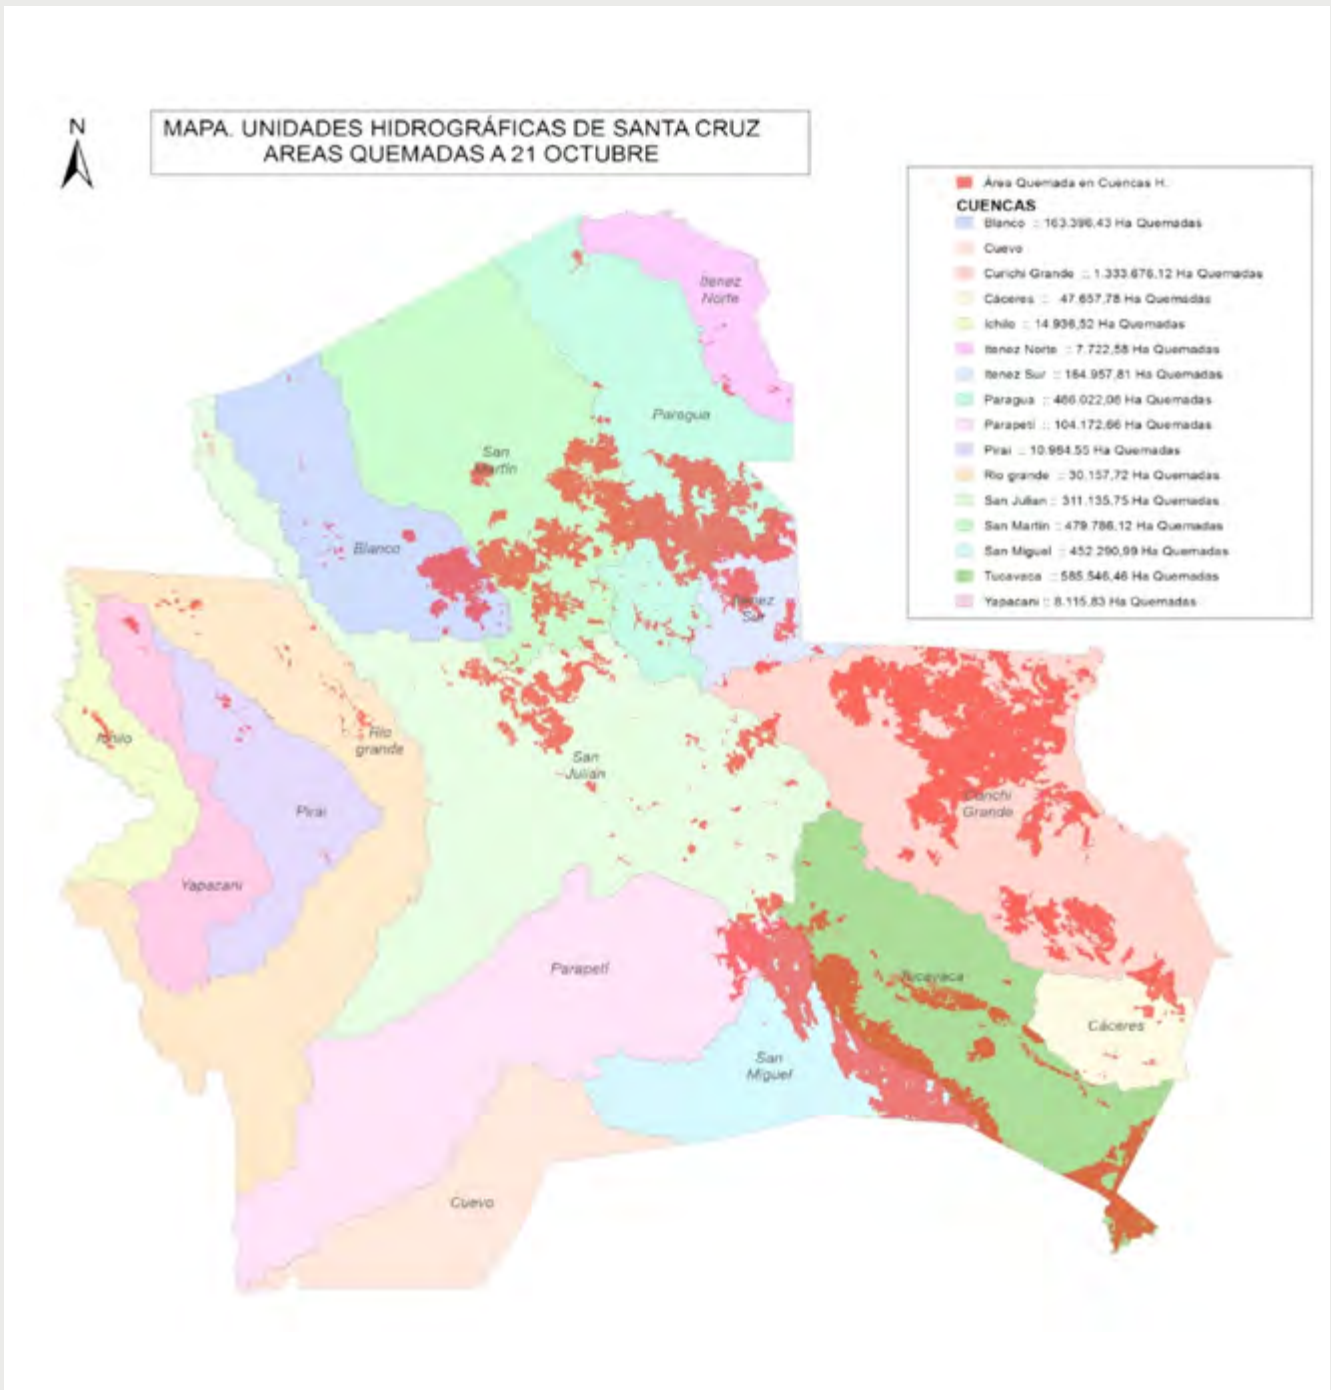 N
MAPA. UNIDADES HIDROGRÁFICAS DE SANTA CRUZ
AREAS QUEMADAS A 21 OCTUBRE
Área Quemada en Cuencas H.
CUENCAS
Blanco :: 163.396,43 Ha Quemadas
Cuevo
Curichi Grande :: 1.333.676,12 Ha Quemadas
Cáceres :: 47.657,78 Ha Quemadas
Ichilo :: 14.936,52 Ha Quemadas
Itenez Norte :: 7.722,58 Ha Quemadas
Itenez Sur :: 164.957,81 Ha Quemadas
Paragua :: 466.022,06 Ha Quemadas
Parapetí :: 104.172,66 Ha Quemadas
Pirai :: 10.984,55 Ha Quemadas
Rio grande :: 30.157,72 Ha Quemadas
San Julian :: 311.135,75 Ha Quemadas
San Martin :: 479.786,12 Ha Quemadas
San Miguel :: 452.290,99 Ha Quemadas
Tucavaca :: 585.546,46 Ha Quemadas
Yapacani :: 8.115,83 Ha Quemadas
Itenez
Norte
Paragua
San
Martin
Blanco
Itenez
Sur
Rio
grande
Ichilo
San
Julian
Curichi
Grande
Pirai
Yapacani
Parapetí
Tucavaca
Cáceres
San
Miguel
Cuevo